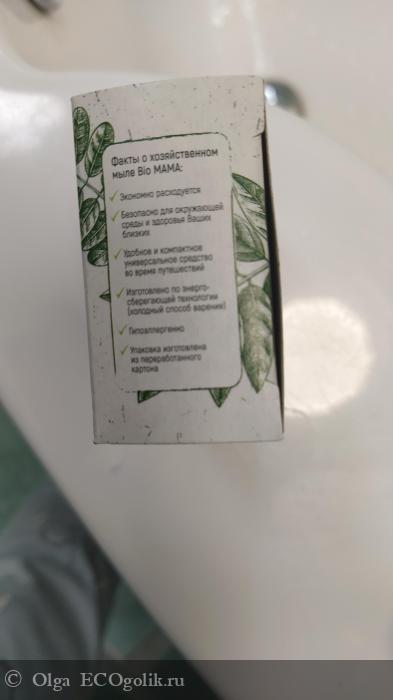 Факты о хозяйственном
мыле Bio MAMA:
Экономно расходуется
Безопасно для окружающей
среды и здоровья Ваших
близких
Удобное и компактное
универсальное средство
во время путешествий
Изготовлено по энерго-
сберегающей технологии
(холодный способ варения)
Гипоаллергенно
Упаковка изготовлена
из переработанного
картона
© Olga ECOgolik.ru